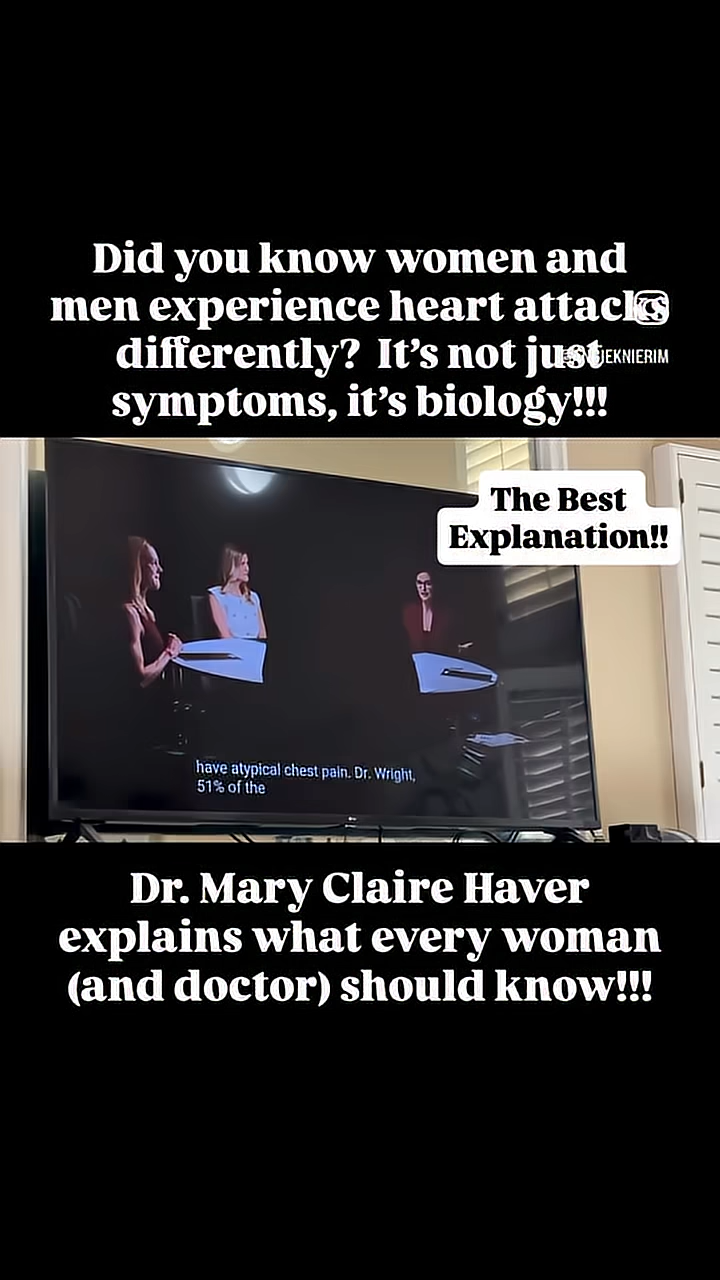 Did you know women and
men experience heart attacks
differently? It's not just
symptoms, it's biology!!!
The Best
Explanation!!
have atypical chest pain. Dr. Wright,
51% of the
Dr. Mary Claire Haver
explains what every woman
(and doctor) should know!!!